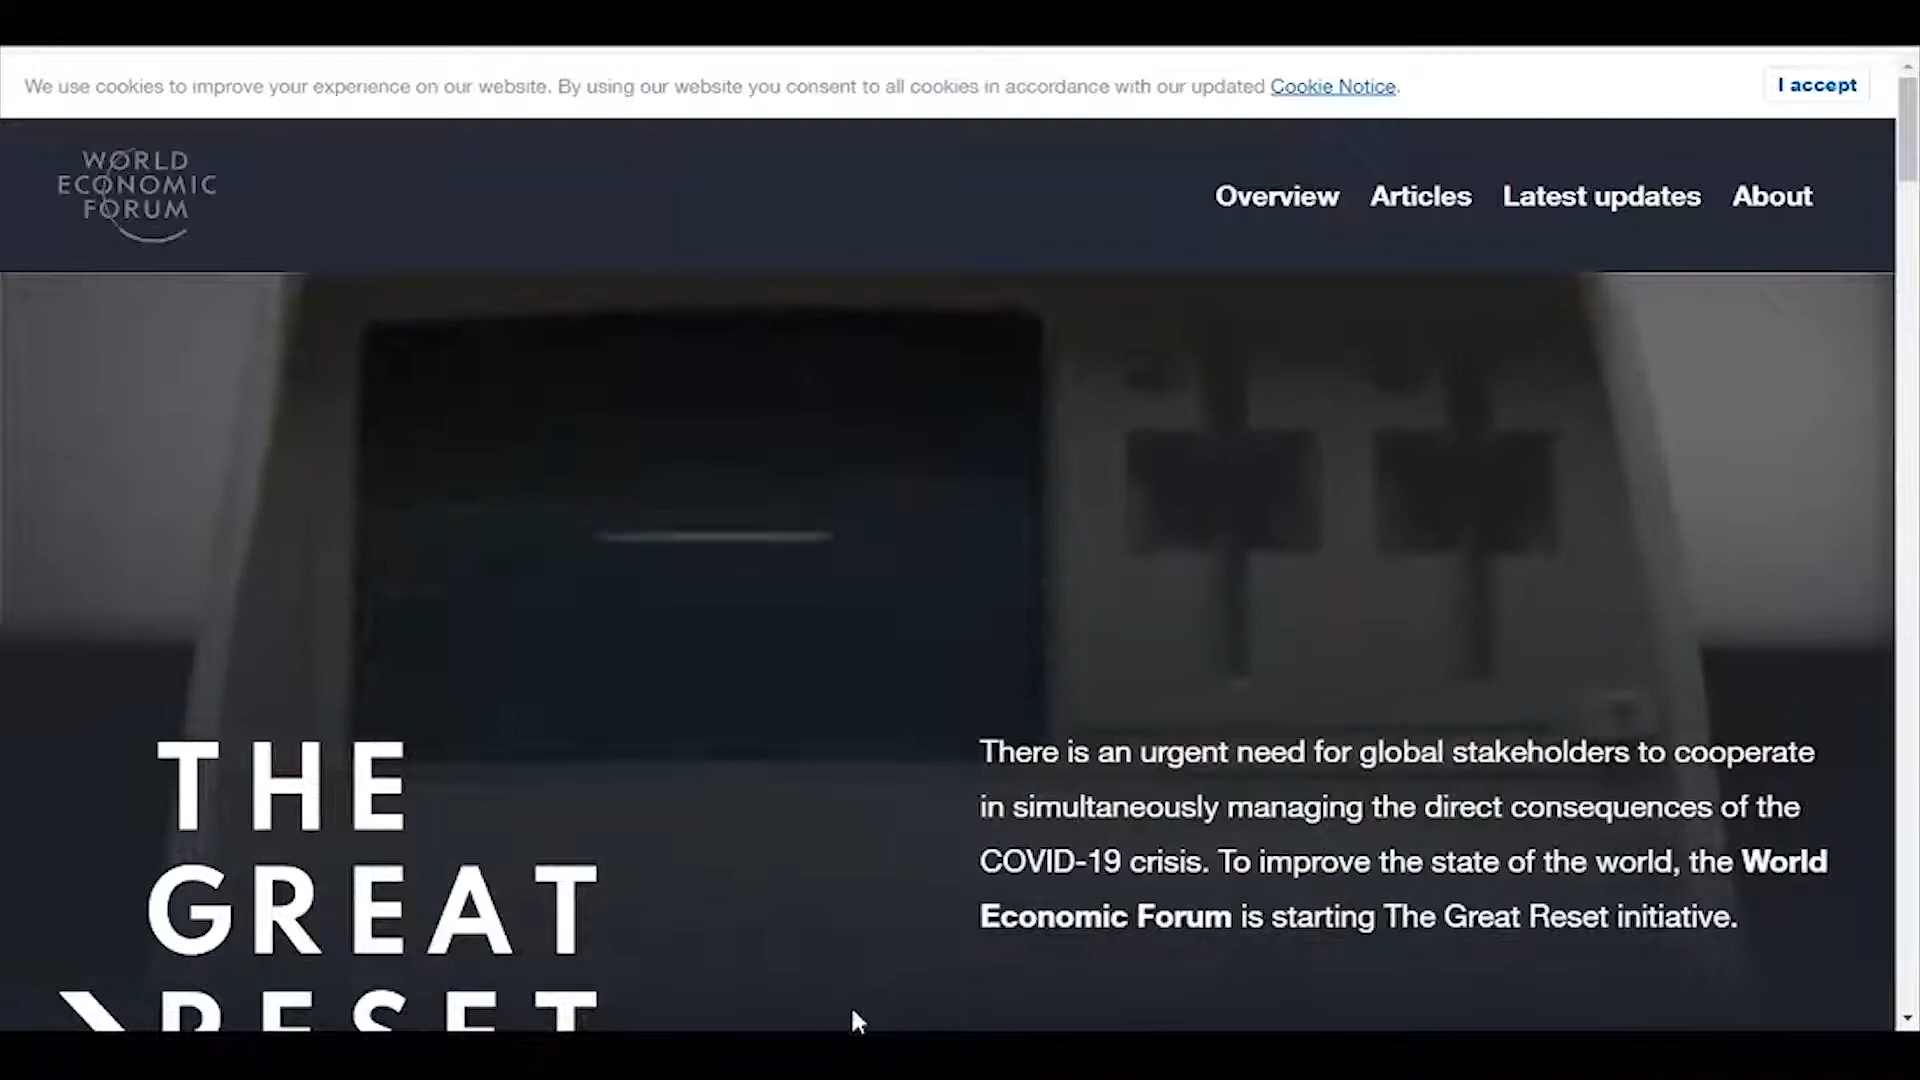 We use cookies to improve your experience on our website. By using our website you consent to all cookies in accordance with our updated Cookie Notice.
I accept
WORLD
ECONOMIC
FORUM
Overview Articles Latest updates About
THE
GREAT
RESET
There is an urgent need for global stakeholders to cooperate
in simultaneously managing the direct consequences of the
COVID-19 crisis. To improve the state of the world, the World
Economic Forum is starting The Great Reset initiative.